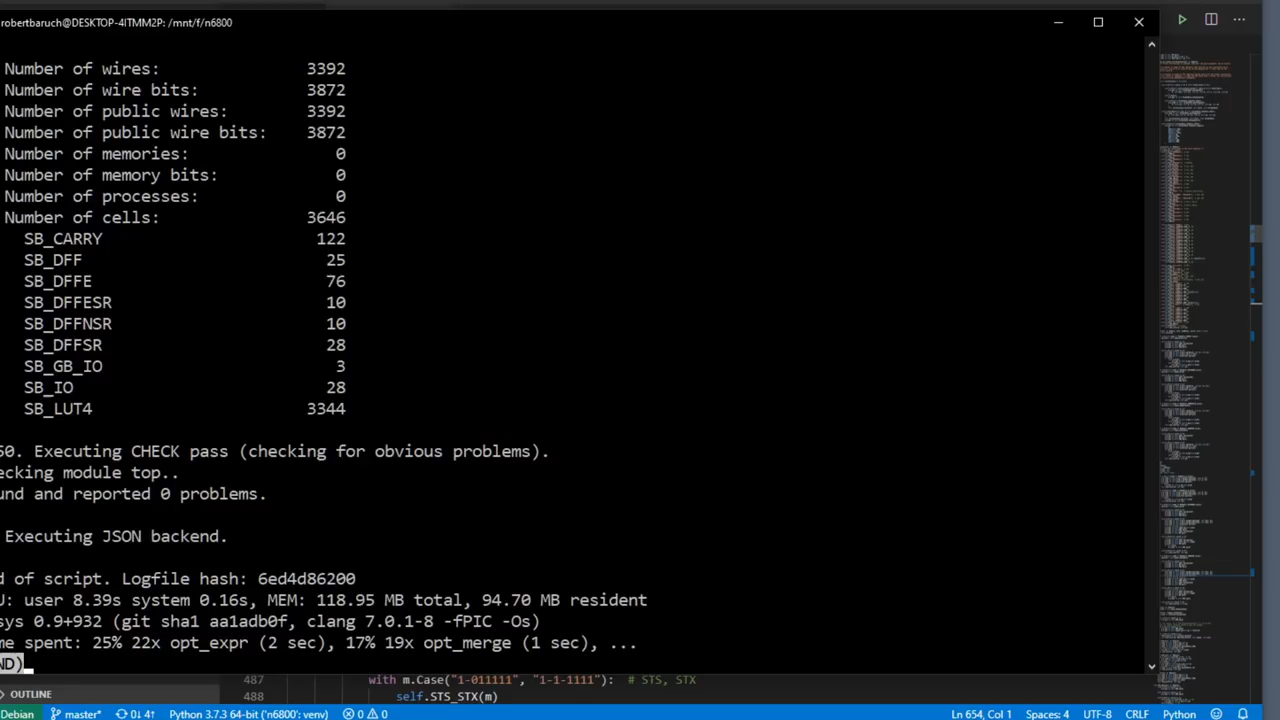 robertbaruch@DESKTOP-4ITMM2P: /mnt/f/n6800
Number of wires: 3392
Number of wire bits: 3872
Number of public wires: 3392
Number of public wire bits: 3872
Number of memories: 0
Number of memory bits: 0
Number of processes: 0
Number of cells: 3646
SB_CARRY 122
SB_DFF 25
SB_DFFE 76
SB_DFFESR 10
SB_DFFNSR 10
SB_DFFSR 28
SB_GB_IO 3
SB_IO 28
SB_LUT4 3344
50. Executing CHECK pass (checking for obvious problems).
ecking module top..
und and reported 0 problems.
Executing JSON backend.
d of script. Logfile hash: 6ed4d86200
U: user 8.39s system 0.16s, MEM: 118.95 MB total, 94.70 MB resident
sys 0.9+932 (git sha1 aa1adb0f, clang 7.0.1-8 -fPIC -Os)
me spent: 25% 22x opt_expr (2 sec), 17% opt_merge (1 sec), ...
ND)
487 with m.Case( # STS, STX
488 self.STS_STX(m)
OUTLINE
Debian master* 0↓ 4↑ Python 3.7.3 64-bit ('n6800': venv) 0 0 Ln 654, Col 1 Spaces: 4 UTF-8 CRLF Python